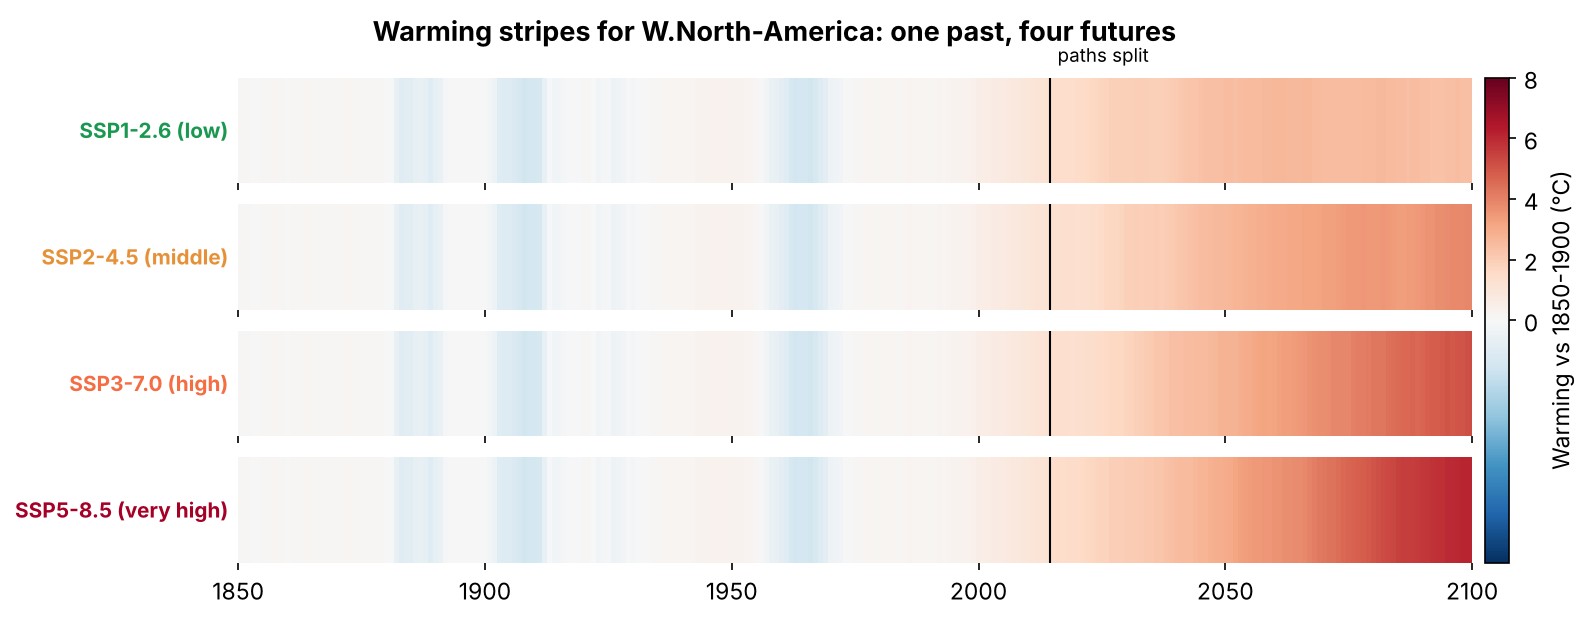 Warming stripes for W.North-America: one past, four futures
paths split
SSP1-2.6 (low)
SSP2-4.5 (middle)
SSP3-7.0 (high)
SSP5-8.5 (very high)
1850 1900 1950 2000 2050 2100
8
6
4
2
0
Warming vs 1850-1900 (°C)